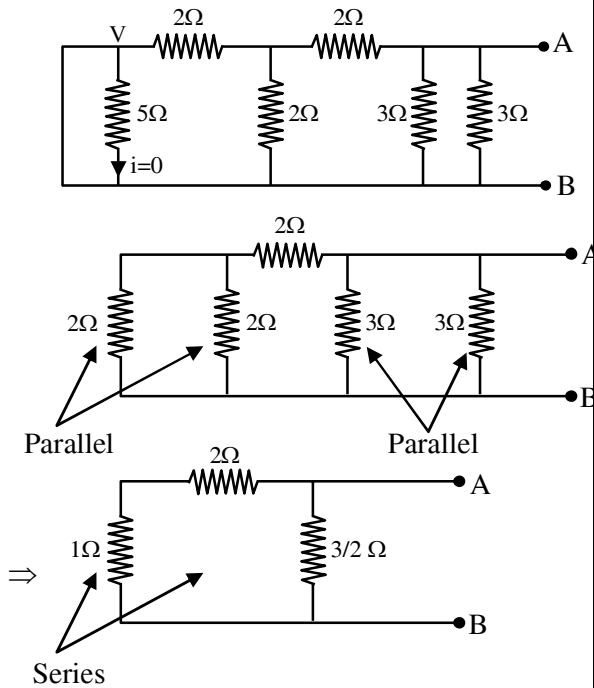 2Ω 2Ω
V A
5Ω 2Ω 3Ω 3Ω
i=0
B
2Ω
A
2Ω 2Ω 3Ω 3Ω
B
Parallel Parallel
2Ω
A
1Ω 3/2 Ω
⇒
B
Series